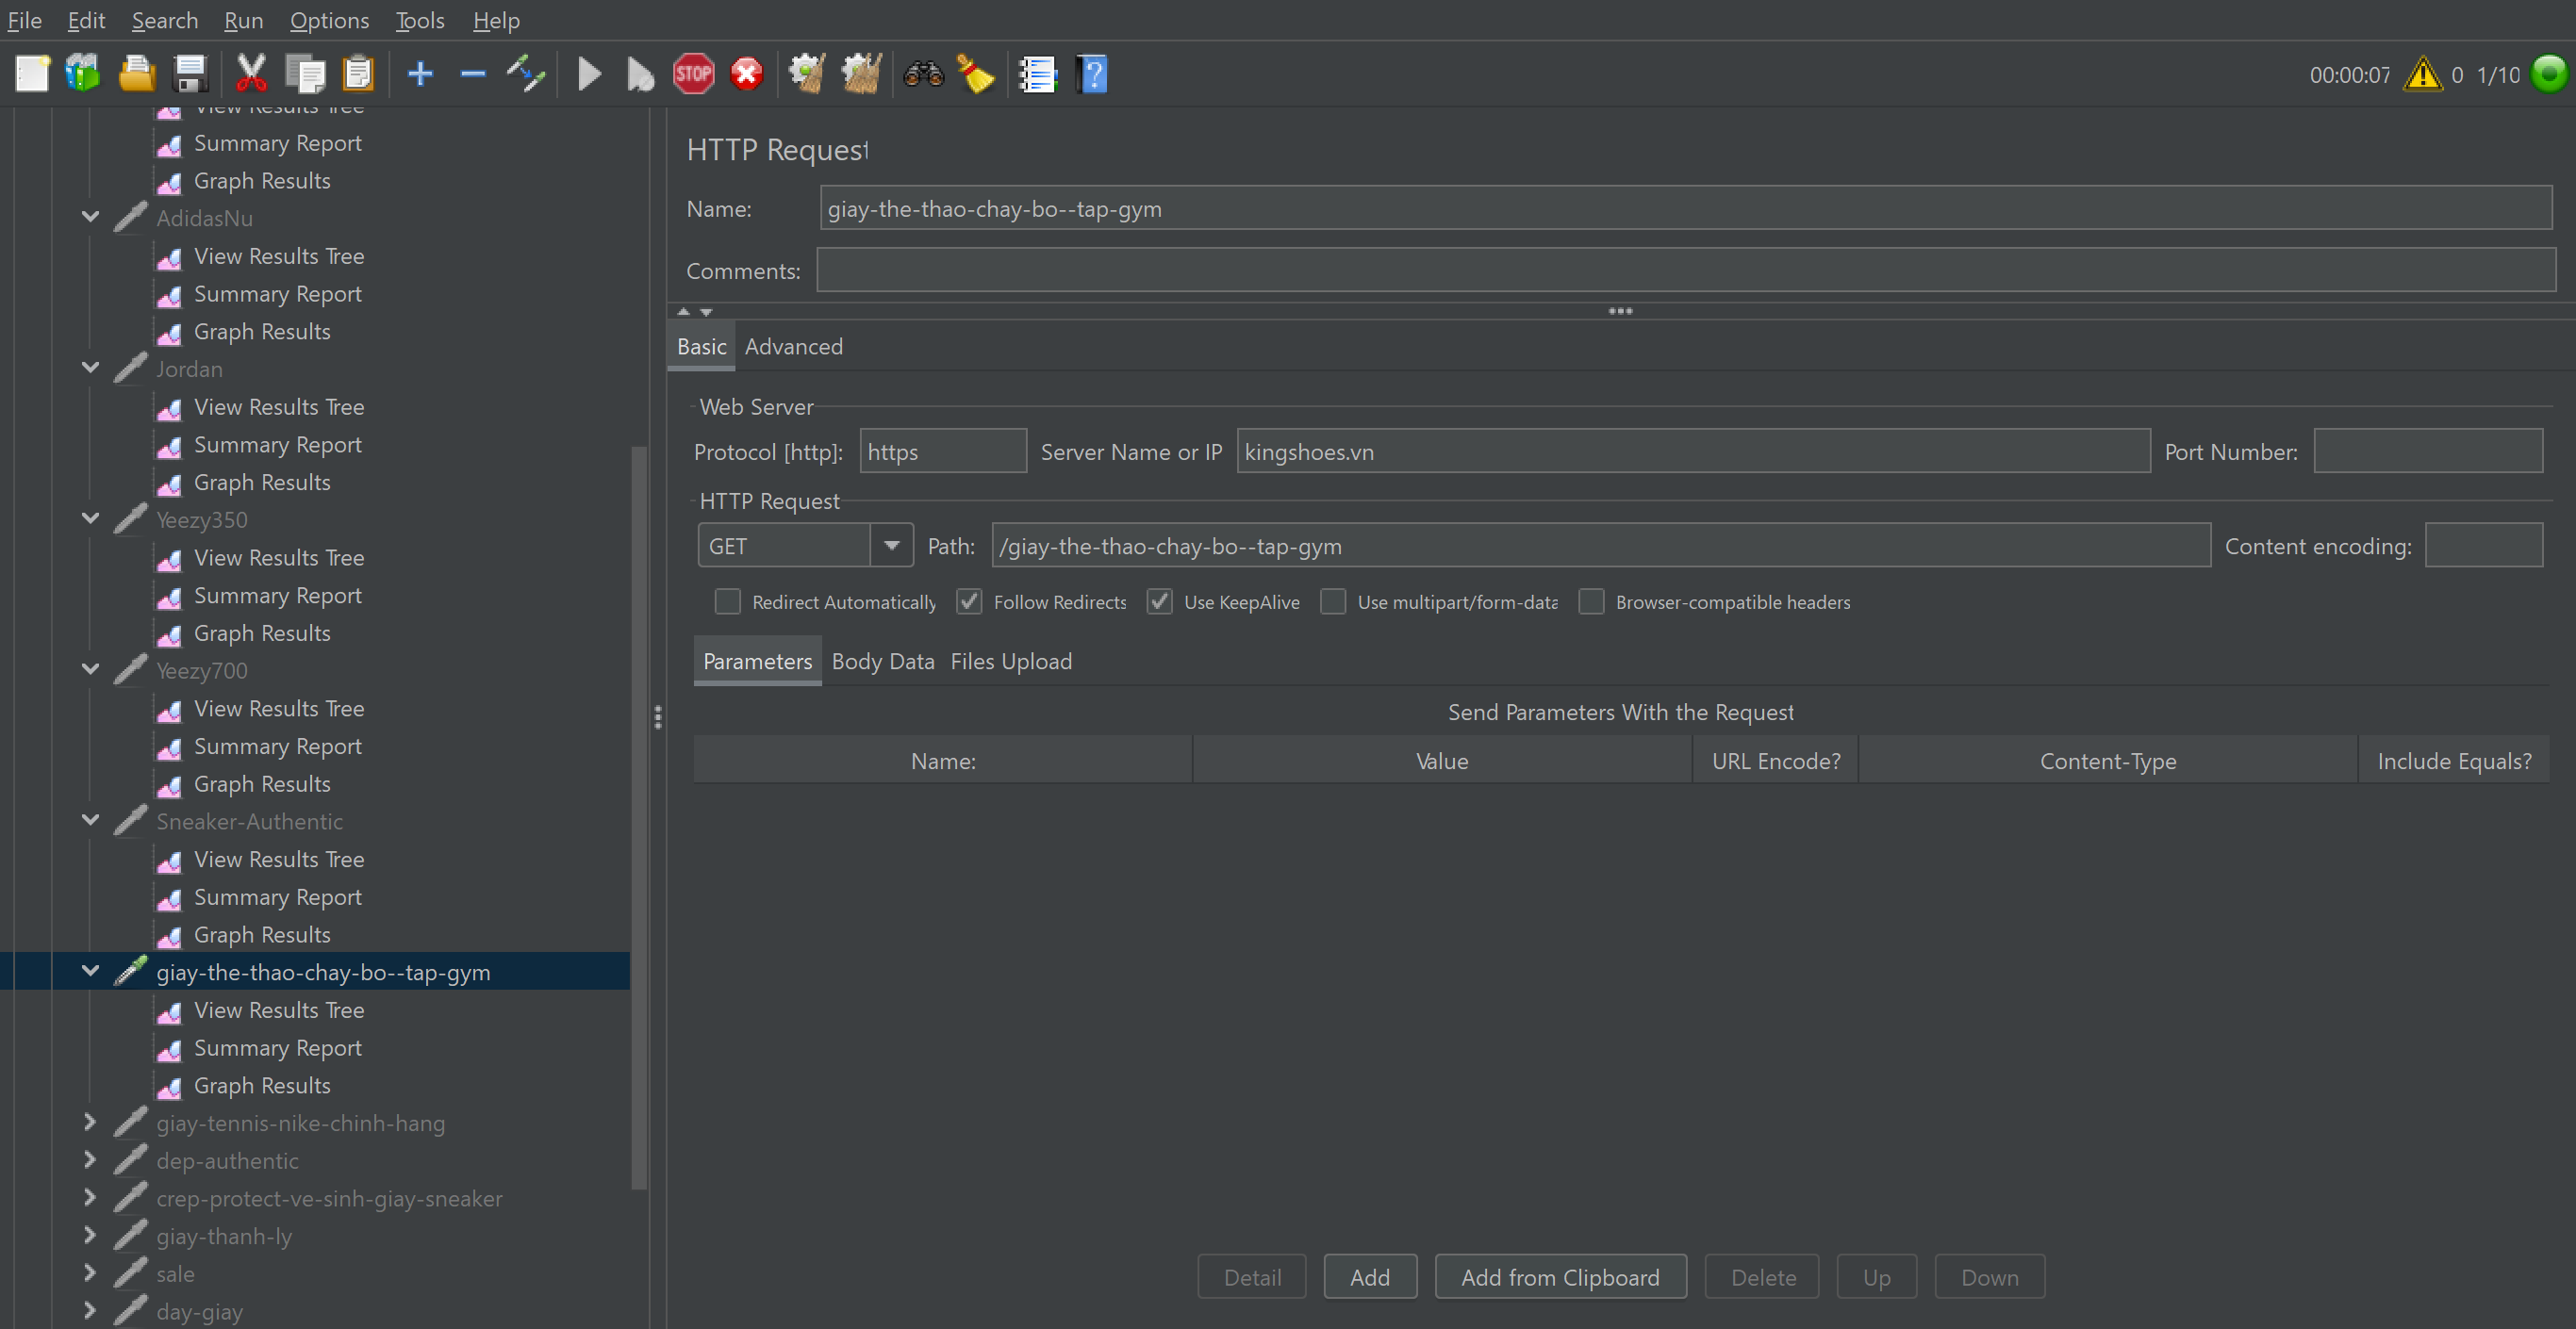 File Edit Search Run Options Tools Help
STOP
00:00:07 0 1/10
View Results Tree
Summary Report
Graph Results
AdidasNu
View Results Tree
Summary Report
Graph Results
Jordan
View Results Tree
Summary Report
Graph Results
Yeezy350
View Results Tree
Summary Report
Graph Results
Yeezy700
View Results Tree
Summary Report
Graph Results
Sneaker-Authentic
View Results Tree
Summary Report
Graph Results
giay-the-thao-chay-bo--tap-gym
View Results Tree
Summary Report
Graph Results
giay-tennis-nike-chinh-hang
dep-authentic
crep-protect-ve-sinh-giay-sneaker
giay-thanh-ly
sale
day-giay
HTTP Request
Name: giay-the-thao-chay-bo--tap-gym
Comments:
Basic Advanced
Web Server
Protocol [http]: https Server Name or IP kingshoes.vn Port Number:
HTTP Request
GET Path: /giay-the-thao-chay-bo--tap-gym Content encoding:
Redirect Automatically Follow Redirects Use KeepAlive Use multipart/form-data Browser-compatible headers
Parameters Body Data Files Upload
Send Parameters With the Request
Name: Value URL Encode? Content-Type Include Equals?
Detail Add Add from Clipboard Delete Up Down